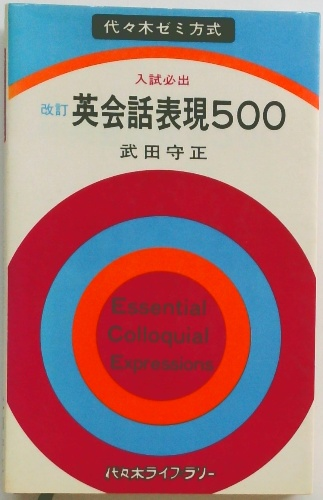 代々木ゼミ方式
入試必出
改訂 英会話表現500
武田守正
Essential
Colloquial
Expressions
代々木ライブラリー